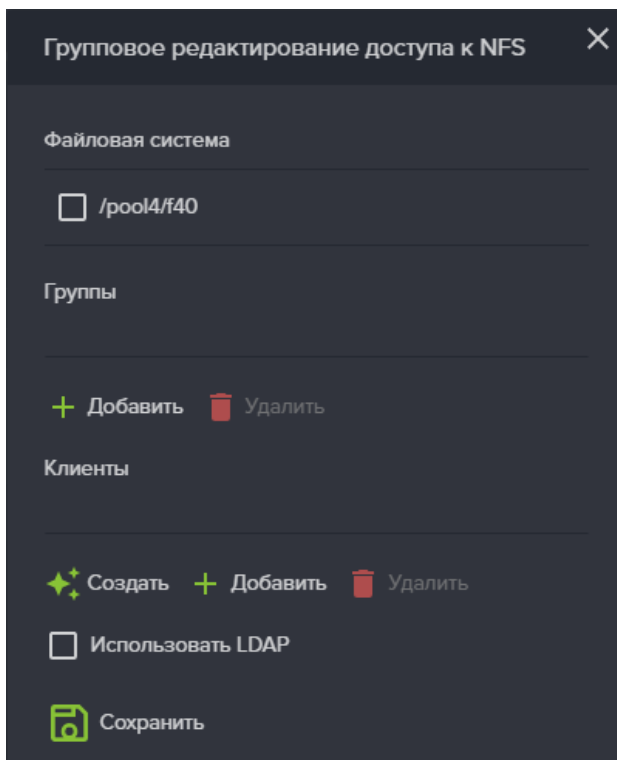 Групповое редактирование доступа к NFS
Файловая система
/pool4/f40
Группы
Добавить Удалить
Клиенты
Создать Добавить Удалить
Использовать LDAP
Сохранить